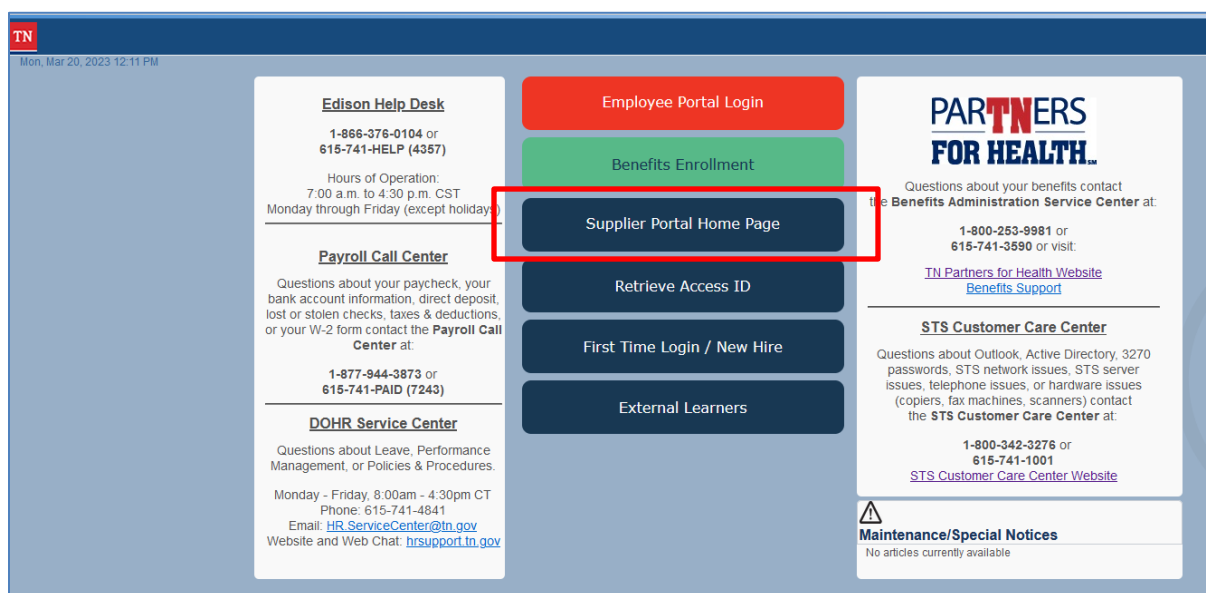 TN
Mon, Mar 20, 2023 12:11 PM
Edison Help Desk
1-866-376-0104 or
615-741-HELP (4357)
Hours of Operation:
7:00 a.m. to 4:30 p.m. CST
Monday through Friday (except holidays)
Payroll Call Center
Questions about your paycheck, your
bank account information, direct deposit,
lost or stolen checks, taxes & deductions,
or your W-2 form contact the Payroll Call
Center at:
1-877-944-3873 or
615-741-PAID (7243)
DOHR Service Center
Questions about Leave, Performance
Management, or Policies & Procedures.
Monday - Friday, 8:00am - 4:30pm CT
Phone: 615-741-4841
Email: HR.ServiceCenter@tn.gov
Website and Web Chat: hrsupport.tn.gov
Employee Portal Login
Benefits Enrollment
Supplier Portal Home Page
Retrieve Access ID
First Time Login / New Hire
External Learners
PARTNERS
FOR HEALTH
Questions about your benefits contact
the Benefits Administration Service Center at:
1-800-253-9981 or
615-741-3590 or visit:
TN Partners for Health Website
Benefits Support
STS Customer Care Center
Questions about Outlook, Active Directory, 3270
passwords, STS network issues, STS server
issues, telephone issues, or hardware issues
(copiers, fax machines, scanners) contact
the STS Customer Care Center at:
1-800-342-3276 or
615-741-1001
STS Customer Care Center Website
Maintenance/Special Notices
No articles currently available